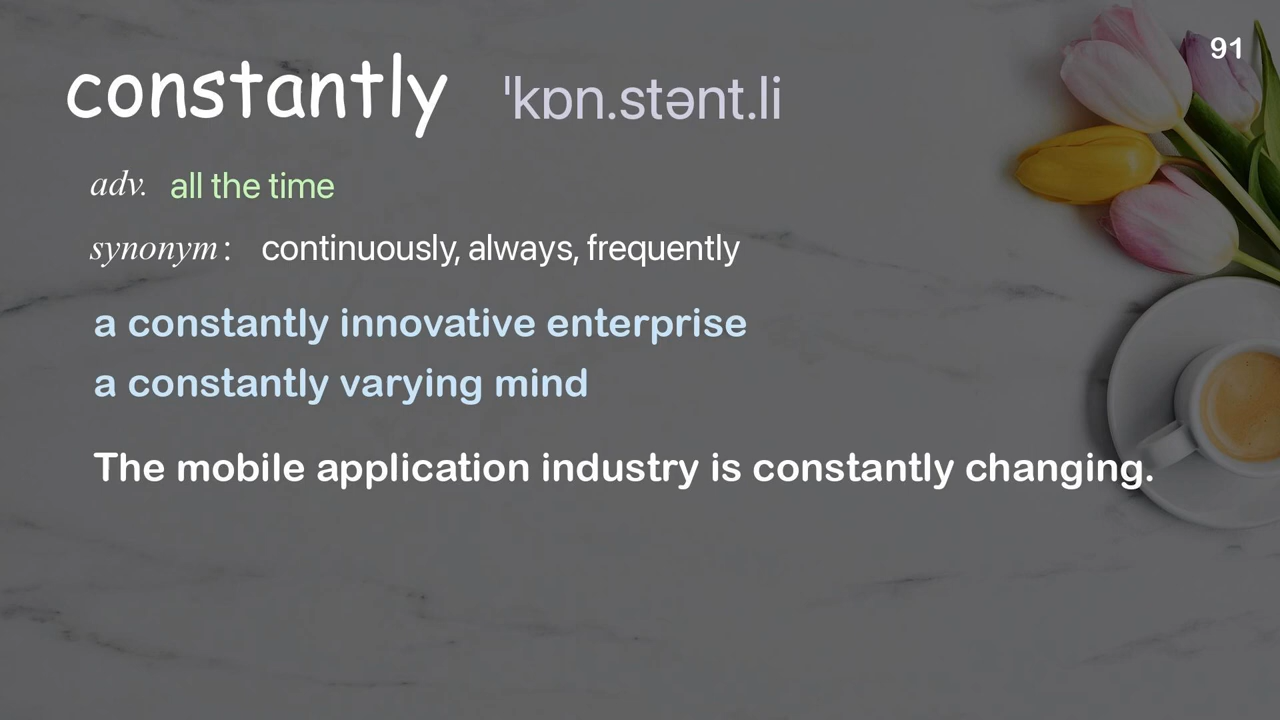 91
constantly ˈkɒn.stənt.li
adv. all the time
synonym: continuously, always, frequently
a constantly innovative enterprise
a constantly varying mind
The mobile application industry is constantly changing.